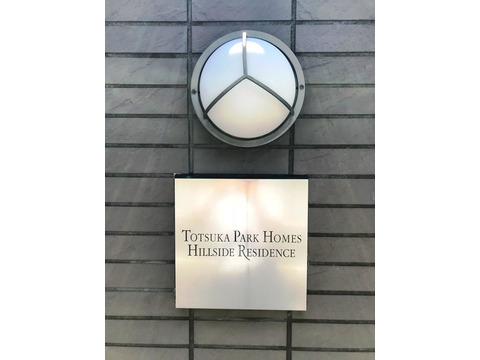 Totsuka Park Homes
Hillside Residence